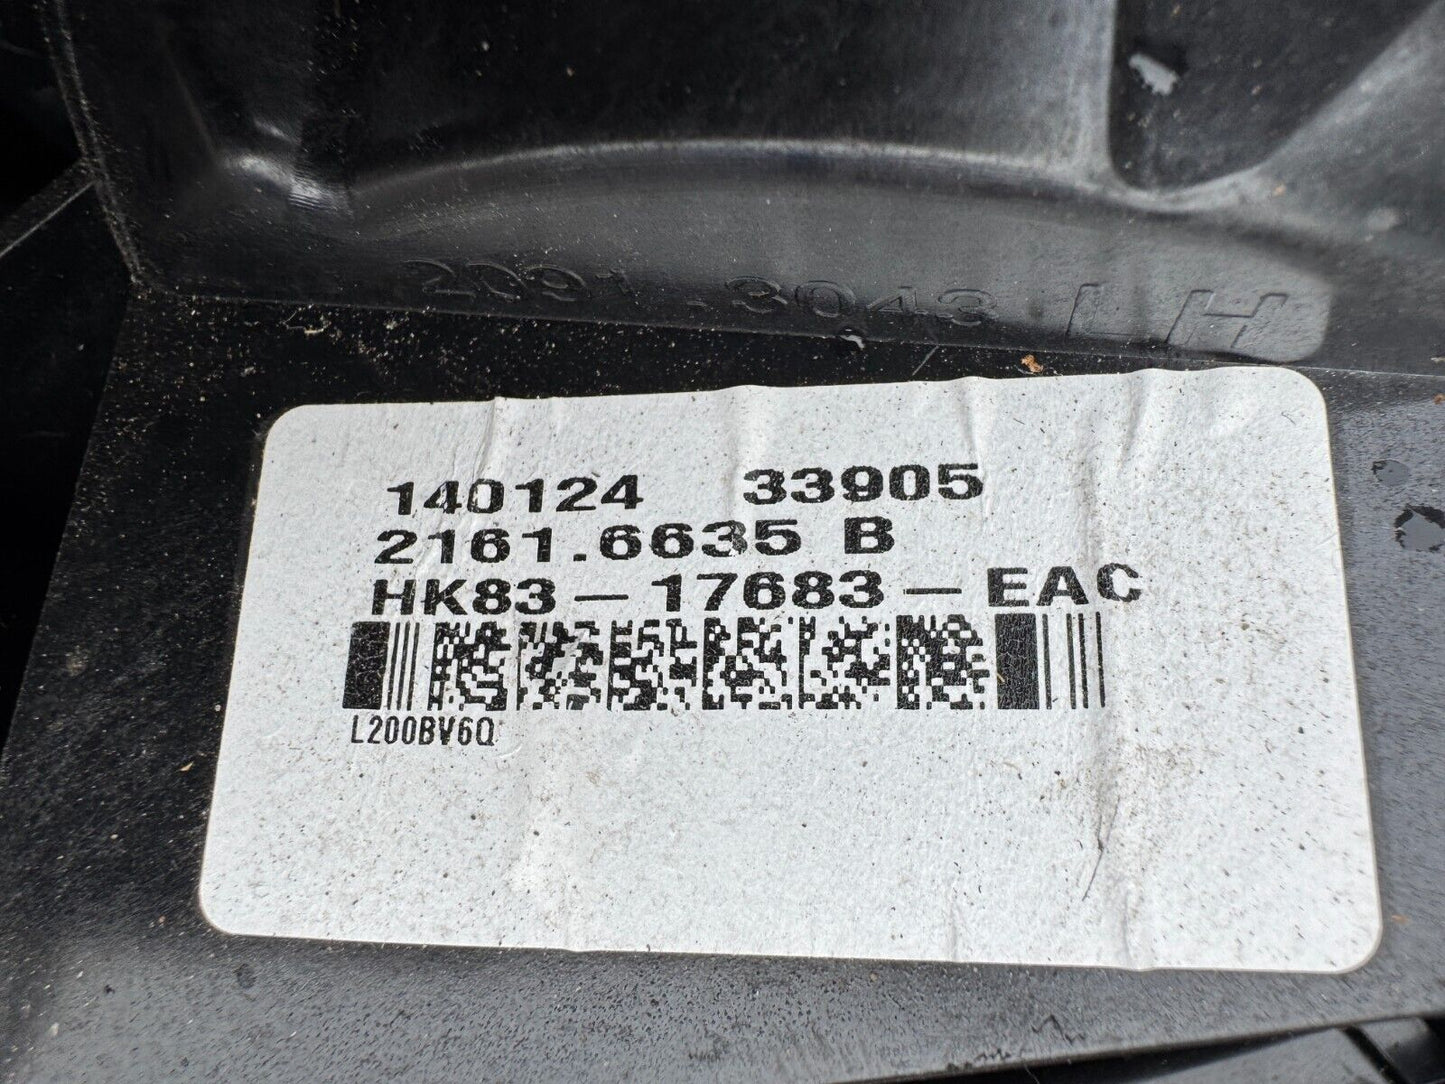 2091.3043 LH
140124 33905
2161.6635 B
HK83-17683-EAC
L200BV6Q